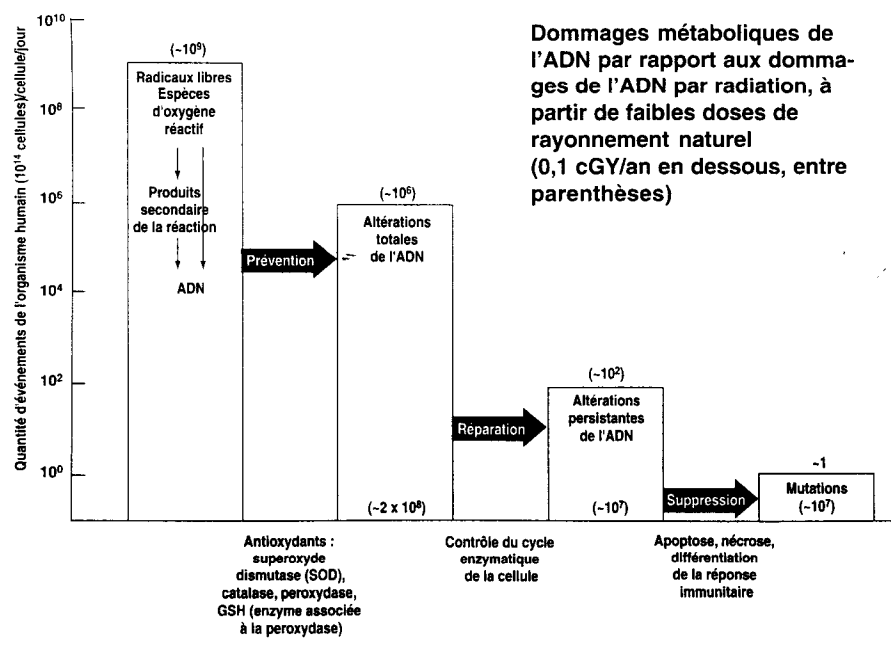 Dommages métaboliques de
l'ADN par rapport aux domma-
ges de l'ADN par radiation, à
partir de faibles doses de
rayonnement naturel
(0,1 cGY/an en dessous, entre
parenthèses)
Quantité d'événements de l'organisme humain (10¹⁴ cellules)/cellule/jour
10¹⁰
10⁸
10⁶
10⁴
10²
10⁰
(~10⁹)
Radicaux libres
Espèces
d'oxygène
réactif
Produits
secondaire
de la réaction
ADN
Prévention
(~10⁶)
Altérations
totales
de l'ADN
(~2 x 10⁸)
Réparation
(~10²)
Altérations
persistantes
de l'ADN
(~10⁷)
Suppression
~1
Mutations
(~10⁷)
Antioxydants :
superoxyde
dismutase (SOD),
catalase, peroxydase,
GSH (enzyme associée
à la peroxydase)
Contrôle du cycle
enzymatique
de la cellule
Apoptose, nécrose,
différentiation
de la réponse
immunitaire